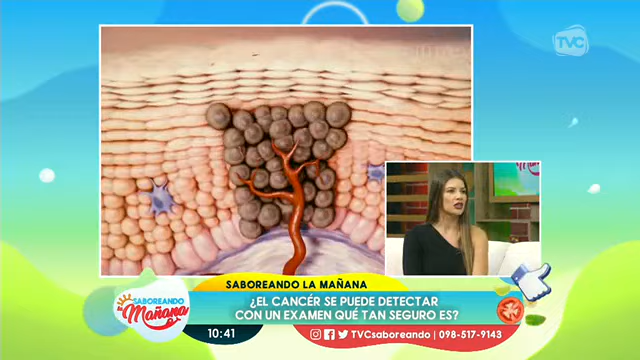 TVC
SABOREANDO LA MAÑANA
¿EL CANCÉR SE PUEDE DETECTAR
CON UN EXAMEN QUÉ TAN SEGURO ES?
SABOREANDO
Mañana
10:41
TVCsaboreando | 098-517-9143